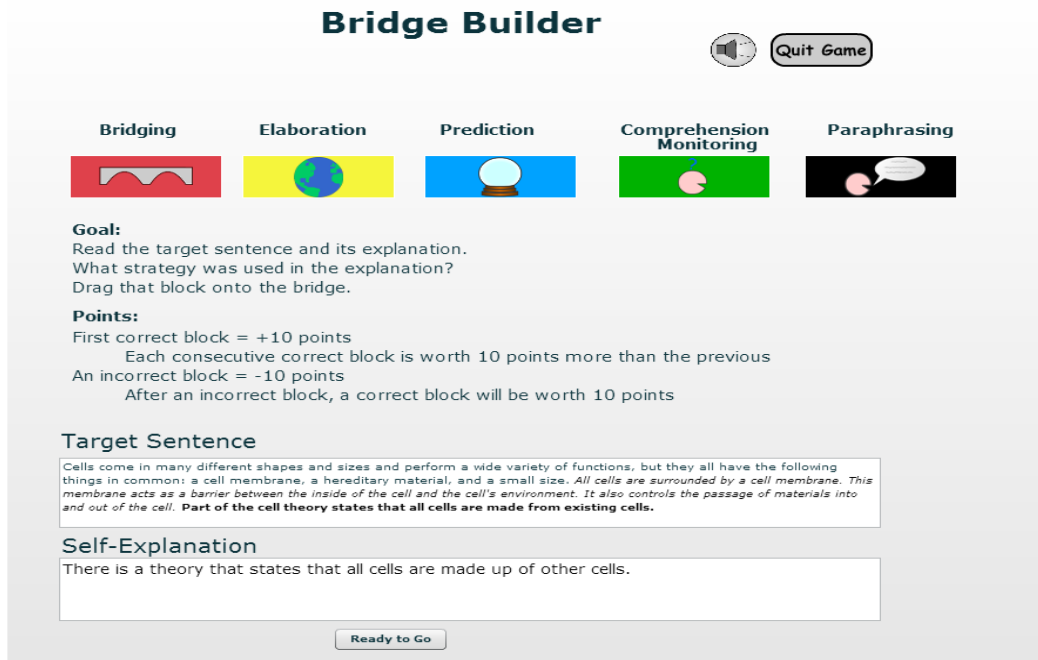 Bridge Builder
Quit Game
Bridging
Elaboration
Prediction
Comprehension
Monitoring
Paraphrasing
?
Goal:
Read the target sentence and its explanation.
What strategy was used in the explanation?
Drag that block onto the bridge.
Points:
First correct block = +10 points
Each consecutive correct block is worth 10 points more than the previous
An incorrect block = -10 points
After an incorrect block, a correct block will be worth 10 points
Target Sentence
Cells come in many different shapes and sizes and perform a wide variety of functions, but they all have the following
things in common: a cell membrane, a hereditary material, and a small size. All cells are surrounded by a cell membrane. This
membrane acts as a barrier between the inside of the cell and the cell's environment. It also controls the passage of materials into
and out of the cell. Part of the cell theory states that all cells are made from existing cells.
Self-Explanation
There is a theory that states that all cells are made up of other cells.
Ready to Go